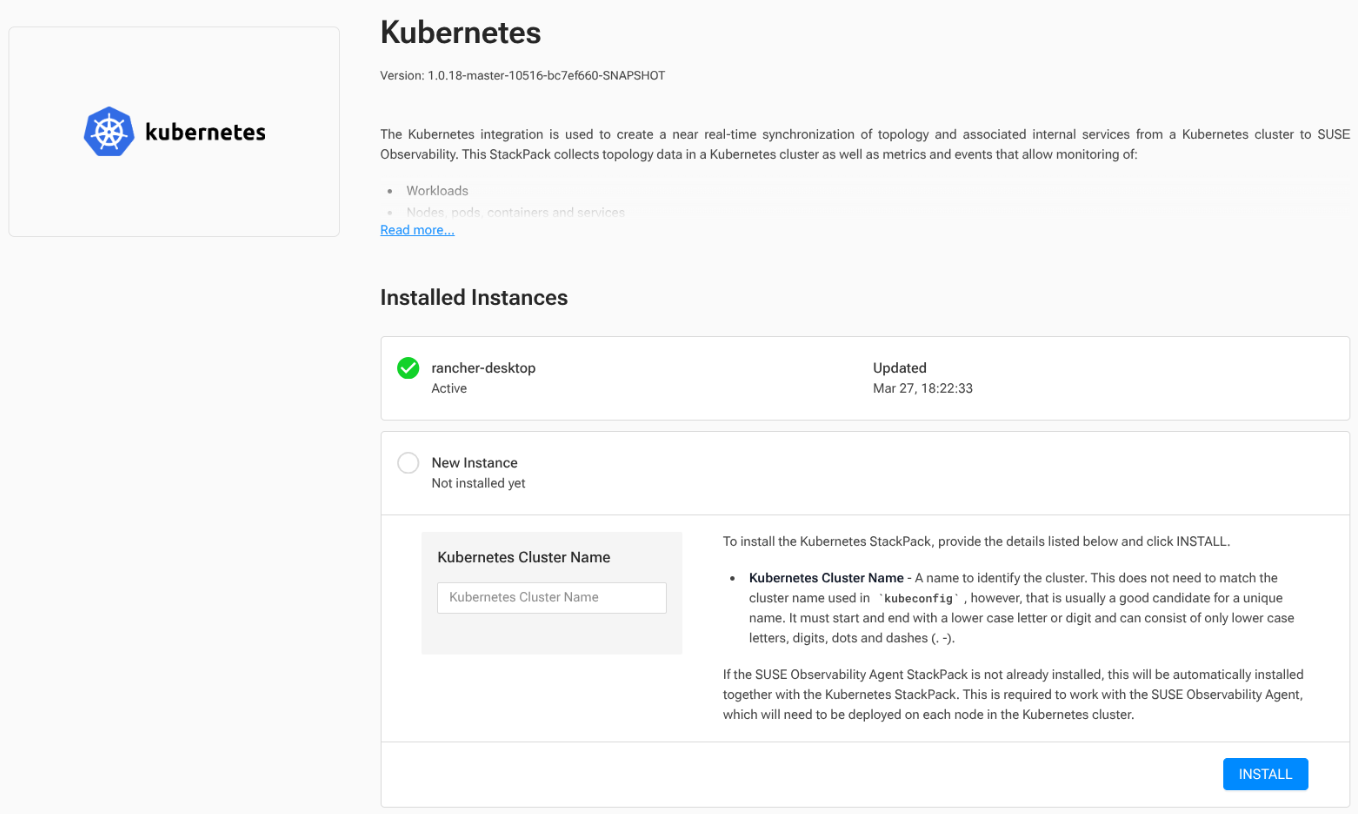 kubernetes
Kubernetes
Version: 1.0.18-master-10516-bc7ef660-SNAPSHOT
The Kubernetes integration is used to create a near real-time synchronization of topology and associated internal services from a Kubernetes cluster to SUSE
Observability. This StackPack collects topology data in a Kubernetes cluster as well as metrics and events that allow monitoring of:
• Workloads
• Nodes, pods, containers and services
Read more...
Installed Instances
rancher-desktop
Active
Updated
Mar 27, 18:22:33
New Instance
Not installed yet
Kubernetes Cluster Name
Kubernetes Cluster Name
To install the Kubernetes StackPack, provide the details listed below and click INSTALL.
• Kubernetes Cluster Name - A name to identify the cluster. This does not need to match the
cluster name used in `kubeconfig` , however, that is usually a good candidate for a unique
name. It must start and end with a lower case letter or digit and can consist of only lower case
letters, digits, dots and dashes (. -).
If the SUSE Observability Agent StackPack is not already installed, this will be automatically installed
together with the Kubernetes StackPack. This is required to work with the SUSE Observability Agent,
which will need to be deployed on each node in the Kubernetes cluster.
INSTALL